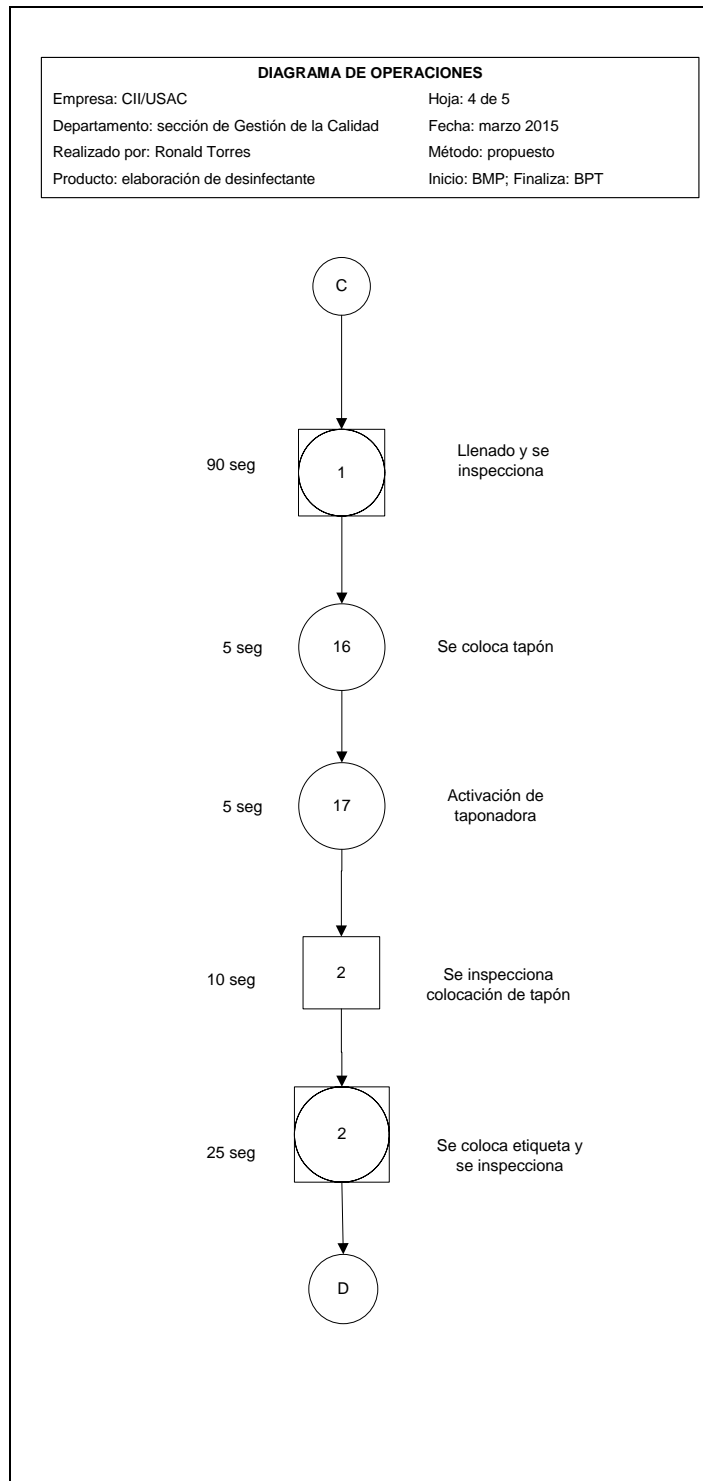 DIAGRAMA DE OPERACIONES
Empresa: CII/USAC
Hoja: 4 de 5
Departamento: sección de Gestión de la Calidad
Fecha: marzo 2015
Realizado por: Ronald Torres
Método: propuesto
Producto: elaboración de desinfectante
Inicio: BMP; Finaliza: BPT
C
90 seg
1
Llenado y se
inspecciona
5 seg
16
Se coloca tapón
5 seg
17
Activación de
taponadora
10 seg
2
Se inspecciona
colocación de tapón
25 seg
2
Se coloca etiqueta y
se inspecciona
D